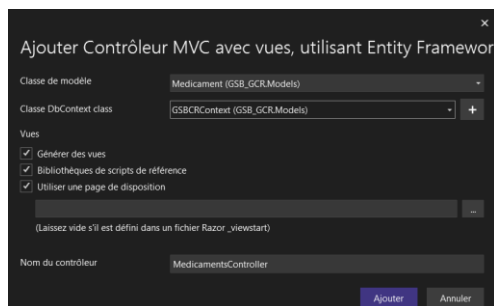 Ajouter Contrôleur MVC avec vues, utilisant Entity Framewor
Classe de modèle
Medicament (GSB_GCR.Models)
Classe DbContext class
GSBCRContext (GSB_GCR.Models)
Vues
Générer des vues
Bibliothèques de scripts de référence
Utiliser une page de disposition
...
(Laissez vide s'il est défini dans un fichier Razor _viewstart)
Nom du contrôleur
MedicamentsController
Ajouter Annuler